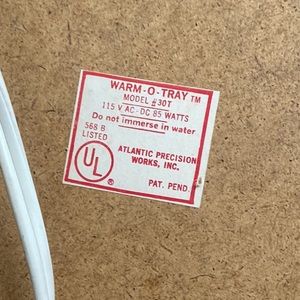 WARM-O-TRAY TM
MODEL #30T
115 V AC-DC 85 WATTS
Do not immerse in water
568 B
LISTED
UL
®
ATLANTIC PRECISION
WORKS, INC.
PAT. PEND.